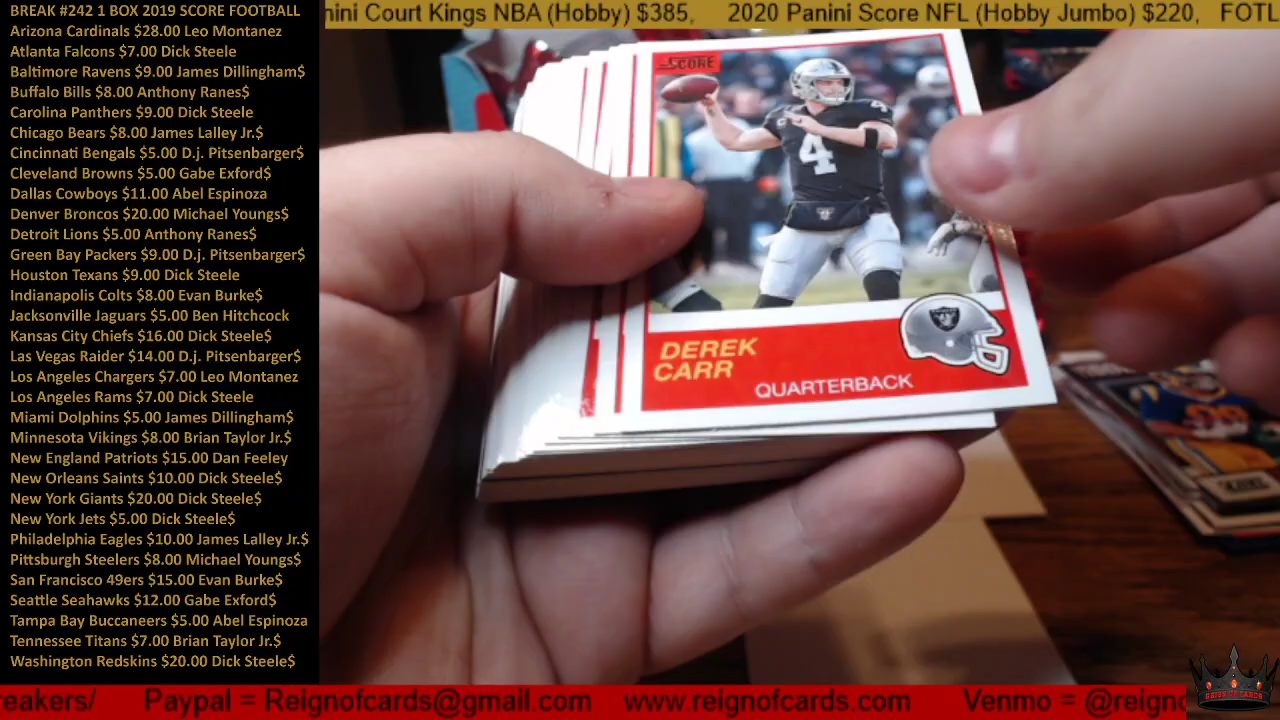 BREAK #242 1 BOX 2019 SCORE FOOTBALL
Arizona Cardinals $28.00 Leo Montanez
Atlanta Falcons $7.00 Dick Steele
Baltimore Ravens $9.00 James Dillingham$
Buffalo Bills $8.00 Anthony Ranes$
Carolina Panthers $9.00 Dick Steele
Chicago Bears $8.00 James Lalley Jr.$
Cincinnati Bengals $5.00 D.j. Pitsenbarger$
Cleveland Browns $5.00 Gabe Exford$
Dallas Cowboys $11.00 Abel Espinoza
Denver Broncos $20.00 Michael Youngs$
Detroit Lions $5.00 Anthony Ranes$
Green Bay Packers $9.00 D.j. Pitsenbarger$
Houston Texans $9.00 Dick Steele
Indianapolis Colts $8.00 Evan Burke$
Jacksonville Jaguars $5.00 Ben Hitchcock
Kansas City Chiefs $16.00 Dick Steele$
Las Vegas Raider $14.00 D.j. Pitsenbarger$
Los Angeles Chargers $7.00 Leo Montanez
Los Angeles Rams $7.00 Dick Steele
Miami Dolphins $5.00 James Dillingham$
Minnesota Vikings $8.00 Brian Taylor Jr.$
New England Patriots $15.00 Dan Feeley
New Orleans Saints $10.00 Dick Steele$
New York Giants $20.00 Dick Steele$
New York Jets $5.00 Dick Steele$
Philadelphia Eagles $10.00 James Lalley Jr.$
Pittsburgh Steelers $8.00 Michael Youngs$
San Francisco 49ers $15.00 Evan Burke$
Seattle Seahawks $12.00 Gabe Exford$
Tampa Bay Buccaneers $5.00 Abel Espinoza
Tennessee Titans $7.00 Brian Taylor Jr.$
Washington Redskins $20.00 Dick Steele$
nini Court Kings NBA (Hobby) $385, 2020 Panini Score NFL (Hobby Jumbo) $220, FOTL
SCORE
4
DEREK
CARR
QUARTERBACK
reakers/ Paypal = Reignofcards@gmail.com www.reignofcards.com Venmo = @reigno